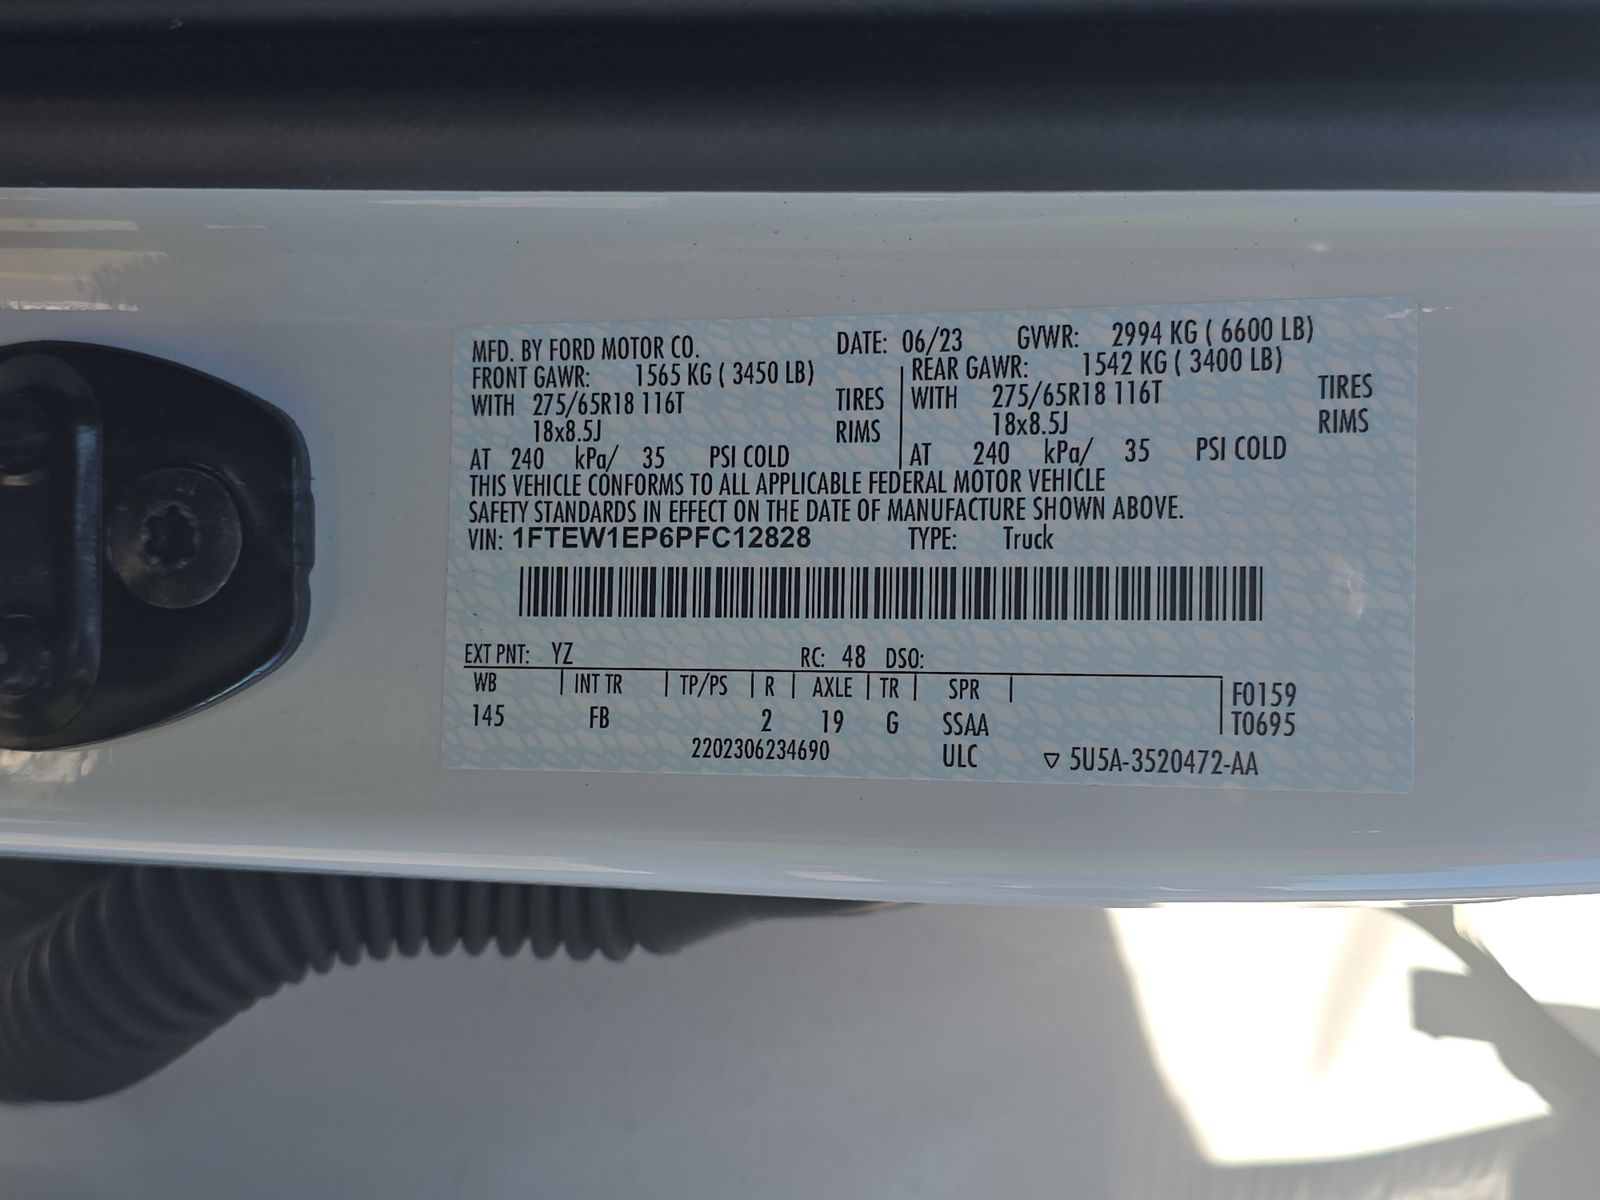 MFD. BY FORD MOTOR CO. DATE: 06/23 GVWR: 2994 KG ( 6600 LB)
FRONT GAWR: 1565 KG ( 3450 LB) REAR GAWR: 1542 KG ( 3400 LB)
WITH 275/65R18 116T TIRES WITH 275/65R18 116T TIRES
18x8.5J RIMS 18x8.5J RIMS
AT 240 kPa/ 35 PSI COLD AT 240 kPa/ 35 PSI COLD
THIS VEHICLE CONFORMS TO ALL APPLICABLE FEDERAL MOTOR VEHICLE
SAFETY STANDARDS IN EFFECT ON THE DATE OF MANUFACTURE SHOWN ABOVE.
VIN: 1FTEW1EP6PFC12828 TYPE: Truck
EXT PNT: YZ RC: 48 DSO:
WB INT TR TP/PS R AXLE TR SPR F0159
145 FB 2 19 G SSAA T0695
2202306234690 ULC ▽ 5U5A-3520472-AA